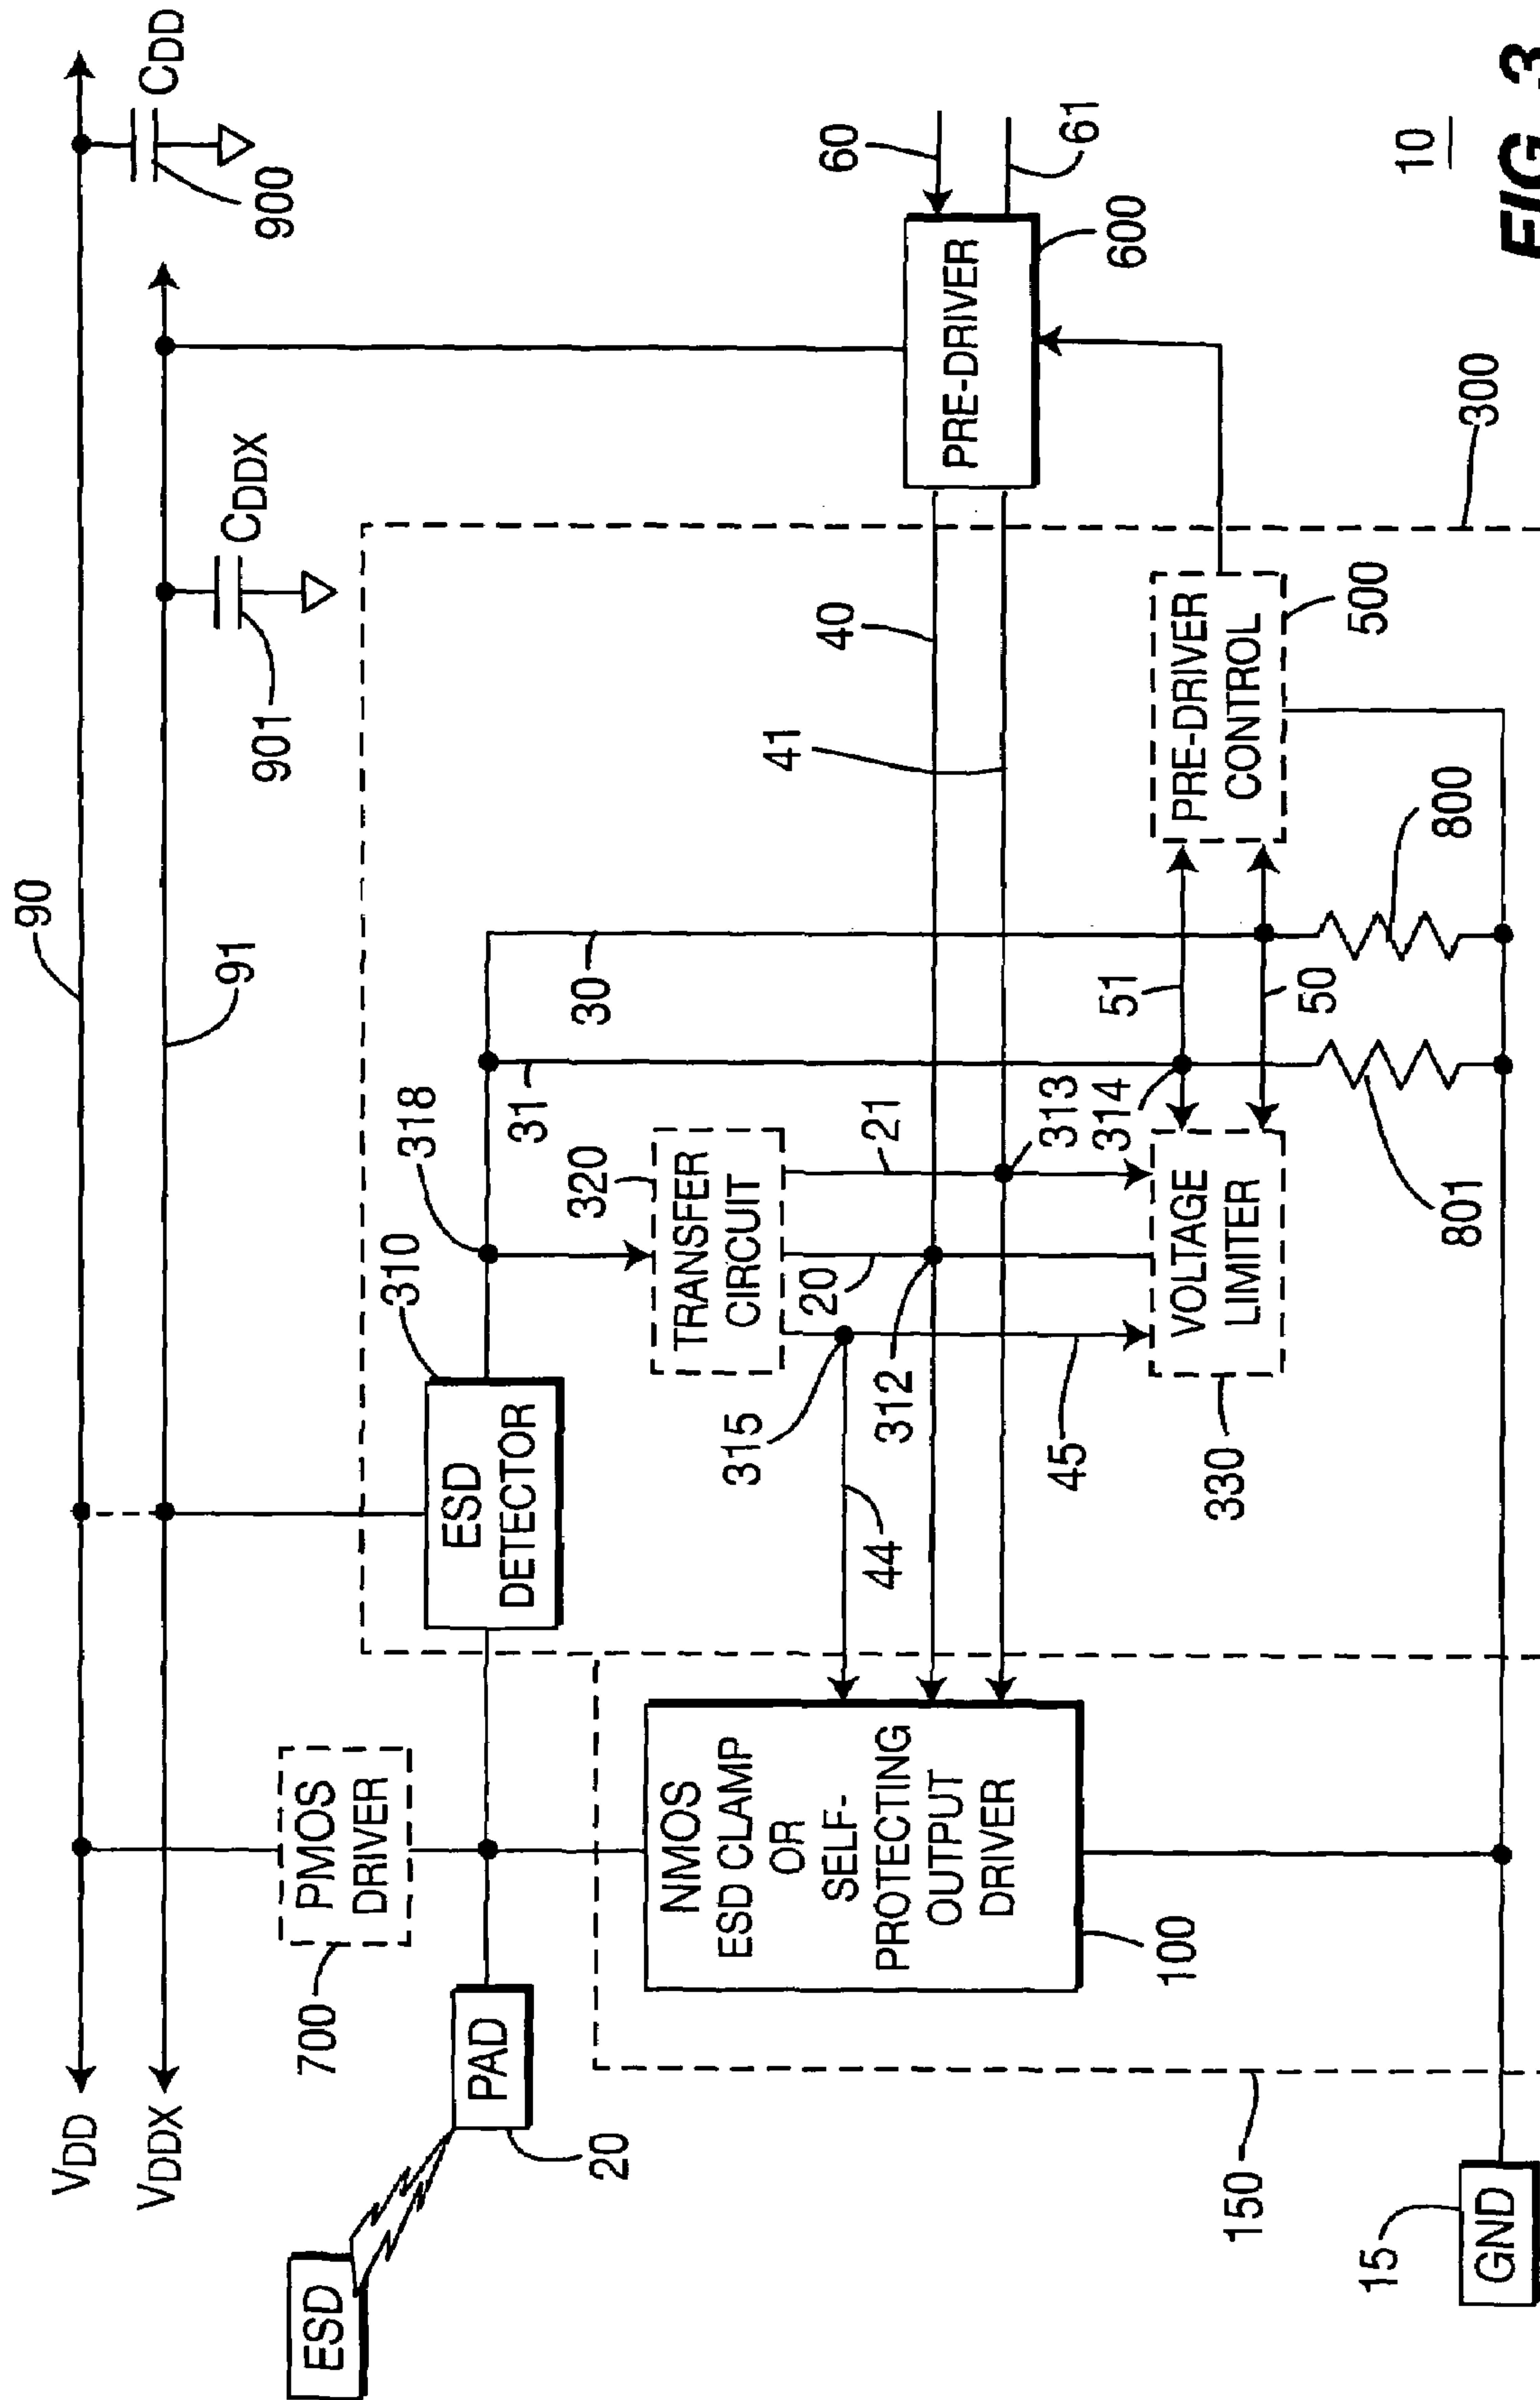 90
VDD
CDD
900
VDDX
91
CDDX
901
ESD
PAD
20
700
PMOS
DRIVER
ESD
DETECTOR
310
318
31
30
320
TRANSFER
CIRCUIT
315
20
21
44
312
45
313
314
41
40
60
61
PRE-DRIVER
600
NMOS
ESD CLAMP
OR
SELF-
PROTECTING
OUTPUT
DRIVER
100
150
330
VOLTAGE
LIMITER
51
50
PRE-DRIVER
CONTROL
500
801
800
300
15
GND
10
FIG. 3